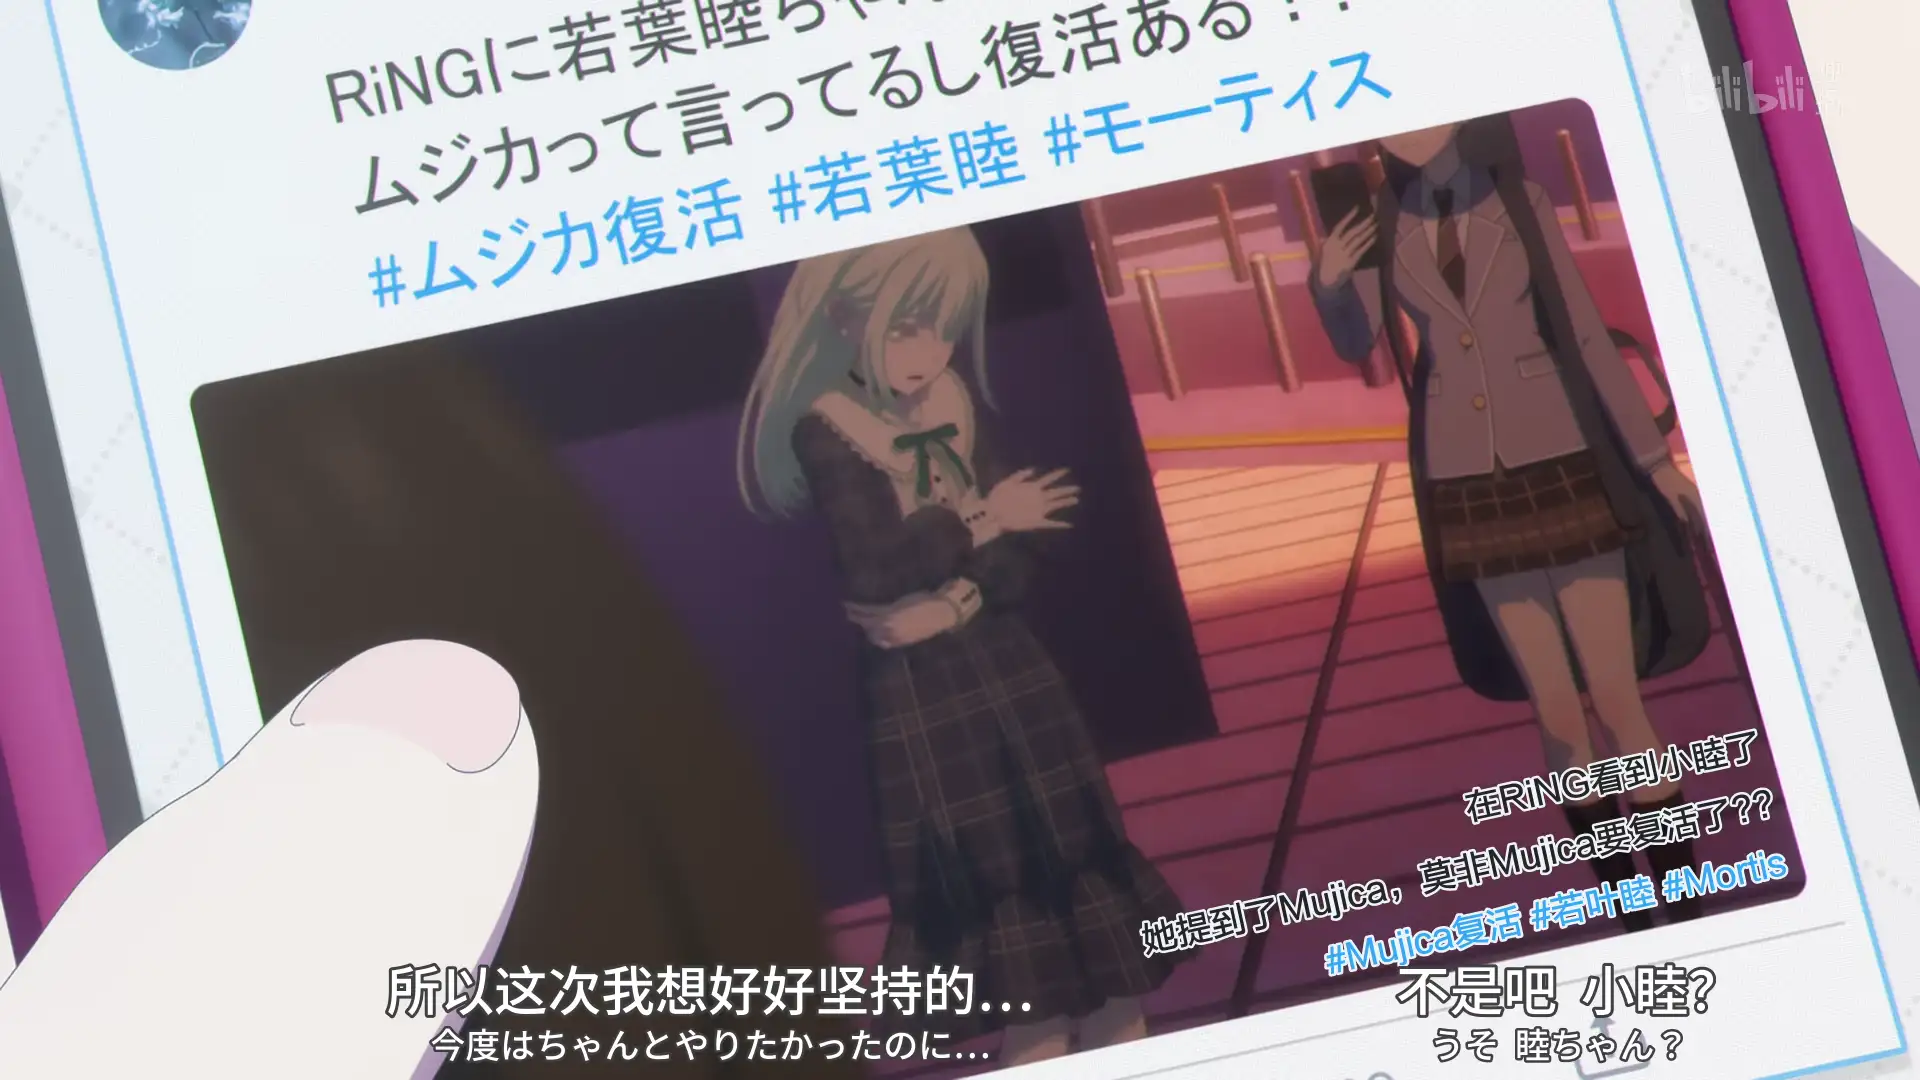 RiNGに若葉睦ちゃん
ムジカって言ってるし復活ある??
#ムジカ復活 #若葉睦 #モーティス
bilibili
在RiNG看到小睦了
她提到了Mujica，莫非Mujica要复活了??
#Mujica复活 #若叶睦 #Mortis
所以这次我想好好坚持的…
今度はちゃんとやりたかったのに…
不是吧 小睦?
うそ 睦ちゃん？